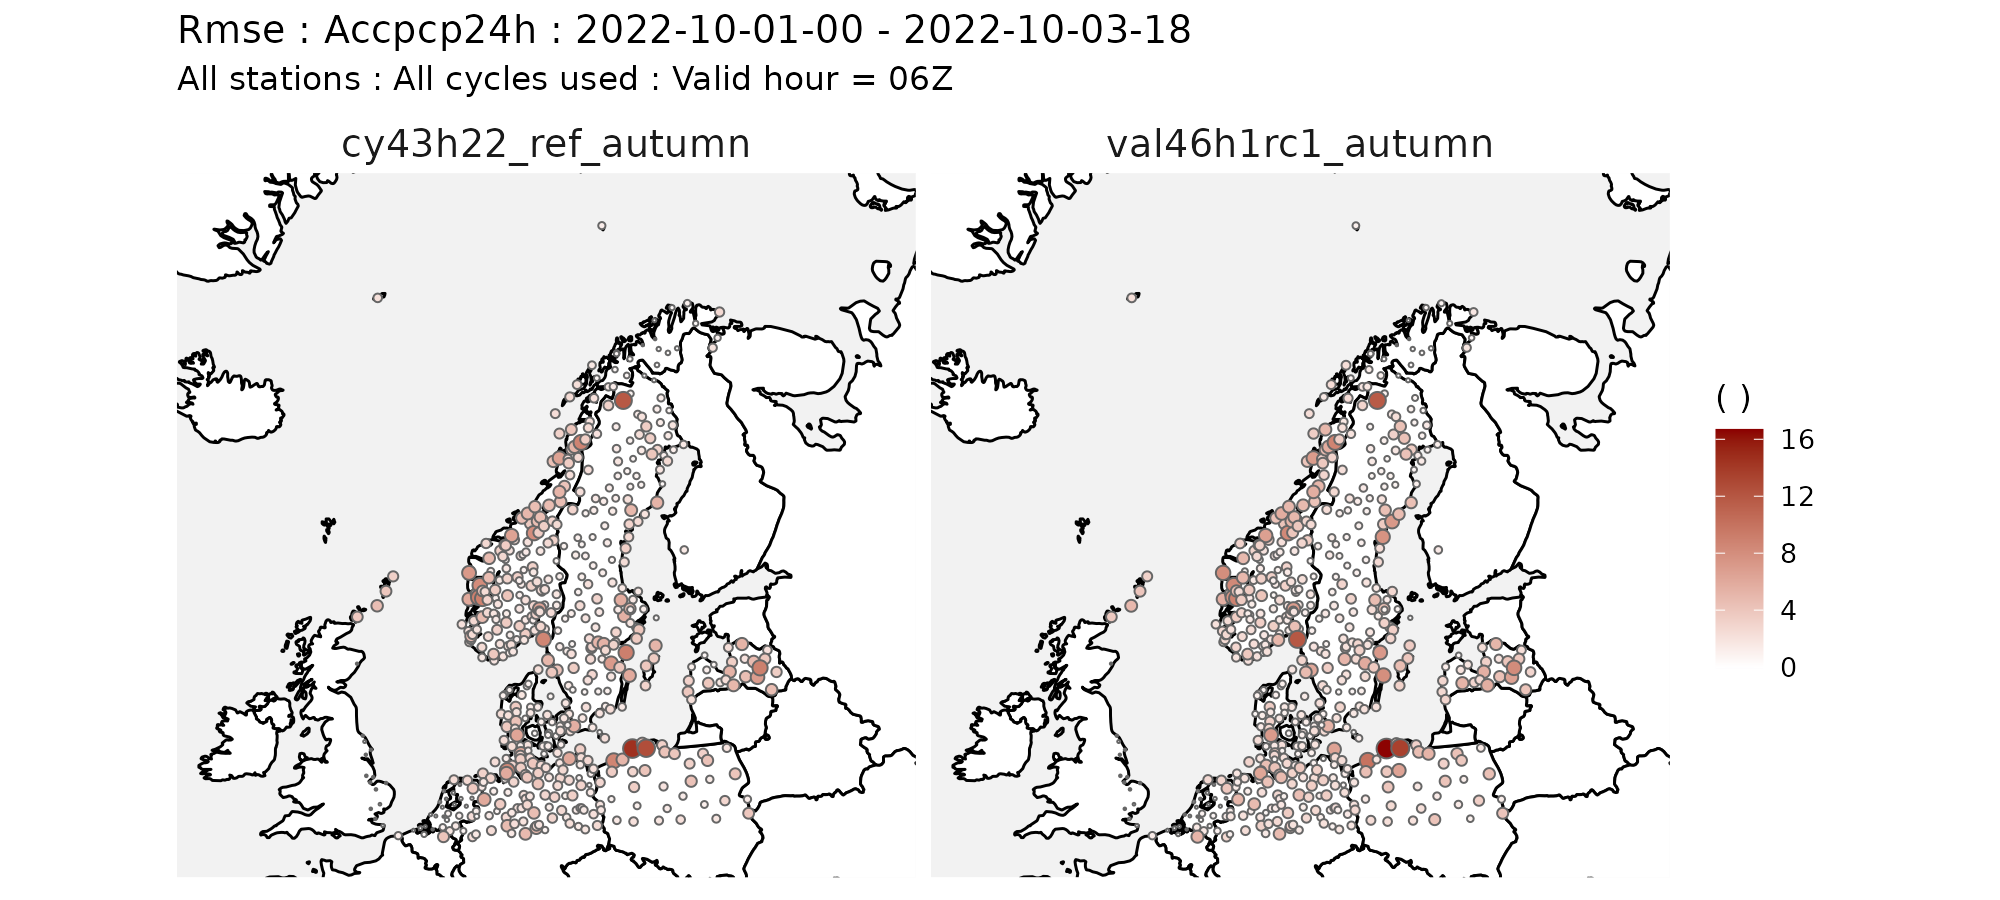 Rmse : Accpcp24h : 2022-10-01-00 - 2022-10-03-18
All stations : All cycles used : Valid hour = 06Z
cy43h22_ref_autumn
val46h1rc1_autumn
( )
16
12
8
4
0